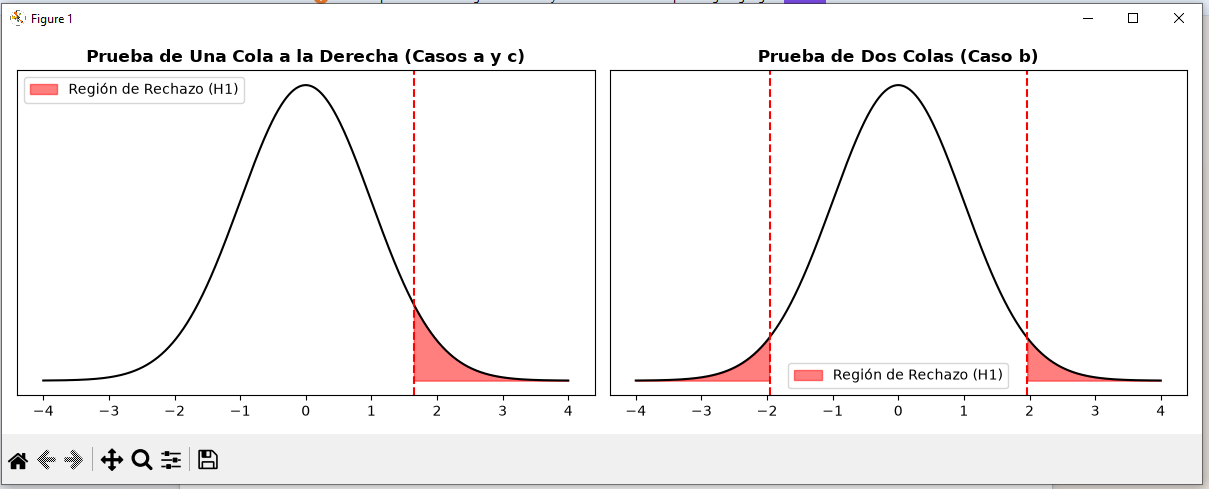 Figure 1
Prueba de Una Cola a la Derecha (Casos a y c)
Región de Rechazo (H1)
−4 −3 −2 −1 0 1 2 3 4
Prueba de Dos Colas (Caso b)
Región de Rechazo (H1)
−4 −3 −2 −1 0 1 2 3 4